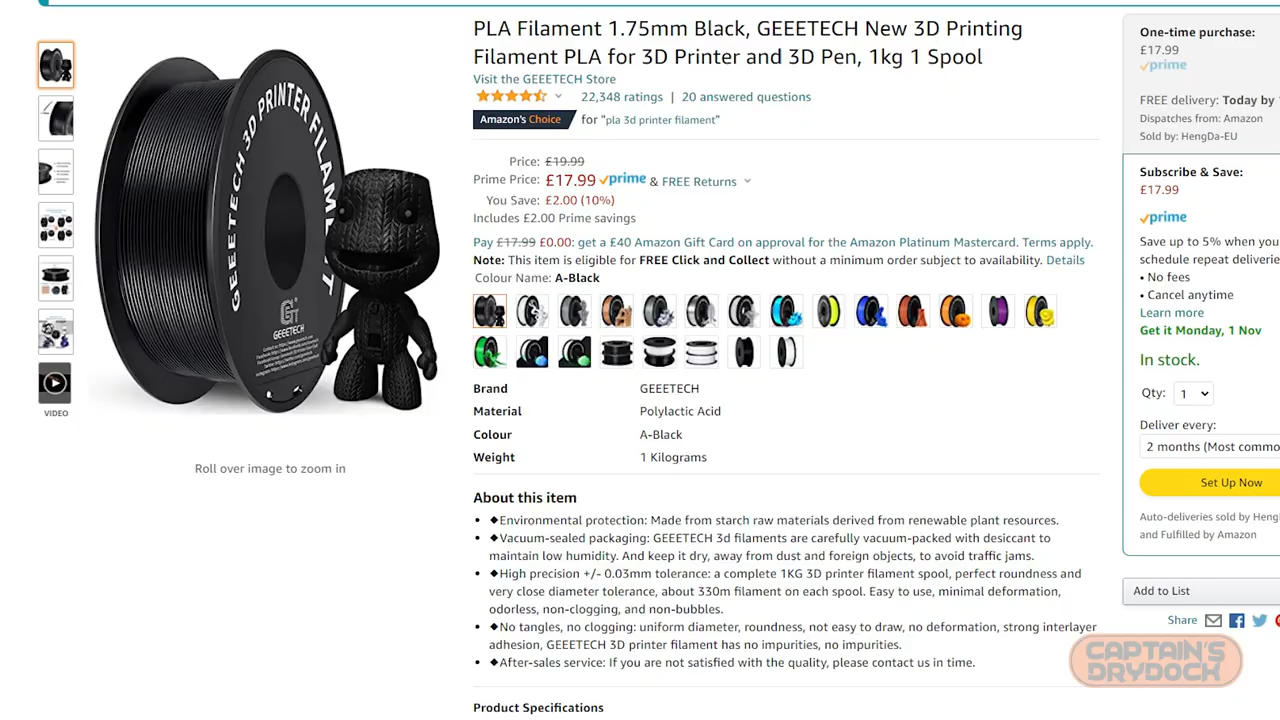 PLA Filament 1.75mm Black, GEEETECH New 3D Printing
Filament PLA for 3D Printer and 3D Pen, 1kg 1 Spool
Visit the GEEETECH Store
22,348 ratings | 20 answered questions
Amazon's Choice for "pla 3d printer filament"
Price: £19.99
Prime Price: £17.99 prime & FREE Returns
You Save: £2.00 (10%)
Includes £2.00 Prime savings
Pay £17.99 £0.00: get a £40 Amazon Gift Card on approval for the Amazon Platinum Mastercard. Terms apply.
Note: This item is eligible for FREE Click and Collect without a minimum order subject to availability. Details
Colour Name: A-Black
Brand GEEETECH
Material Polylactic Acid
Colour A-Black
Weight 1 Kilograms
About this item
• ◆Environmental protection: Made from starch raw materials derived from renewable plant resources.
• ◆Vacuum-sealed packaging: GEEETECH 3d filaments are carefully vacuum-packed with desiccant to
maintain low humidity. And keep it dry, away from dust and foreign objects, to avoid traffic jams.
• ◆High precision +/- 0.03mm tolerance: a complete 1KG 3D printer filament spool, perfect roundness and
very close diameter tolerance, about 330m filament on each spool. Easy to use, minimal deformation,
odorless, non-clogging, and non-bubbles.
• ◆No tangles, no clogging: uniform diameter, roundness, not easy to draw, no deformation, strong interlayer
adhesion, GEEETECH 3D printer filament has no impurities, no impurities.
• ◆After-sales service: If you are not satisfied with the quality, please contact us in time.
Product Specifications
GEEETECH 3D PRINTER FILAMENT
GEEETECH
VIDEO
Roll over image to zoom in
One-time purchase:
£17.99
prime
FREE delivery: Today by
Dispatches from: Amazon
Sold by: HengDa-EU
Subscribe & Save:
£17.99
prime
Save up to 5% when you
schedule repeat deliverie
• No fees
• Cancel anytime
Learn more
Get it Monday, 1 Nov
In stock.
Qty: 1
Deliver every:
2 months (Most commo
Set Up Now
Auto-deliveries sold by Heng
and Fulfilled by Amazon
Add to List
Share
CAPTAIN'S
DRYDOCK